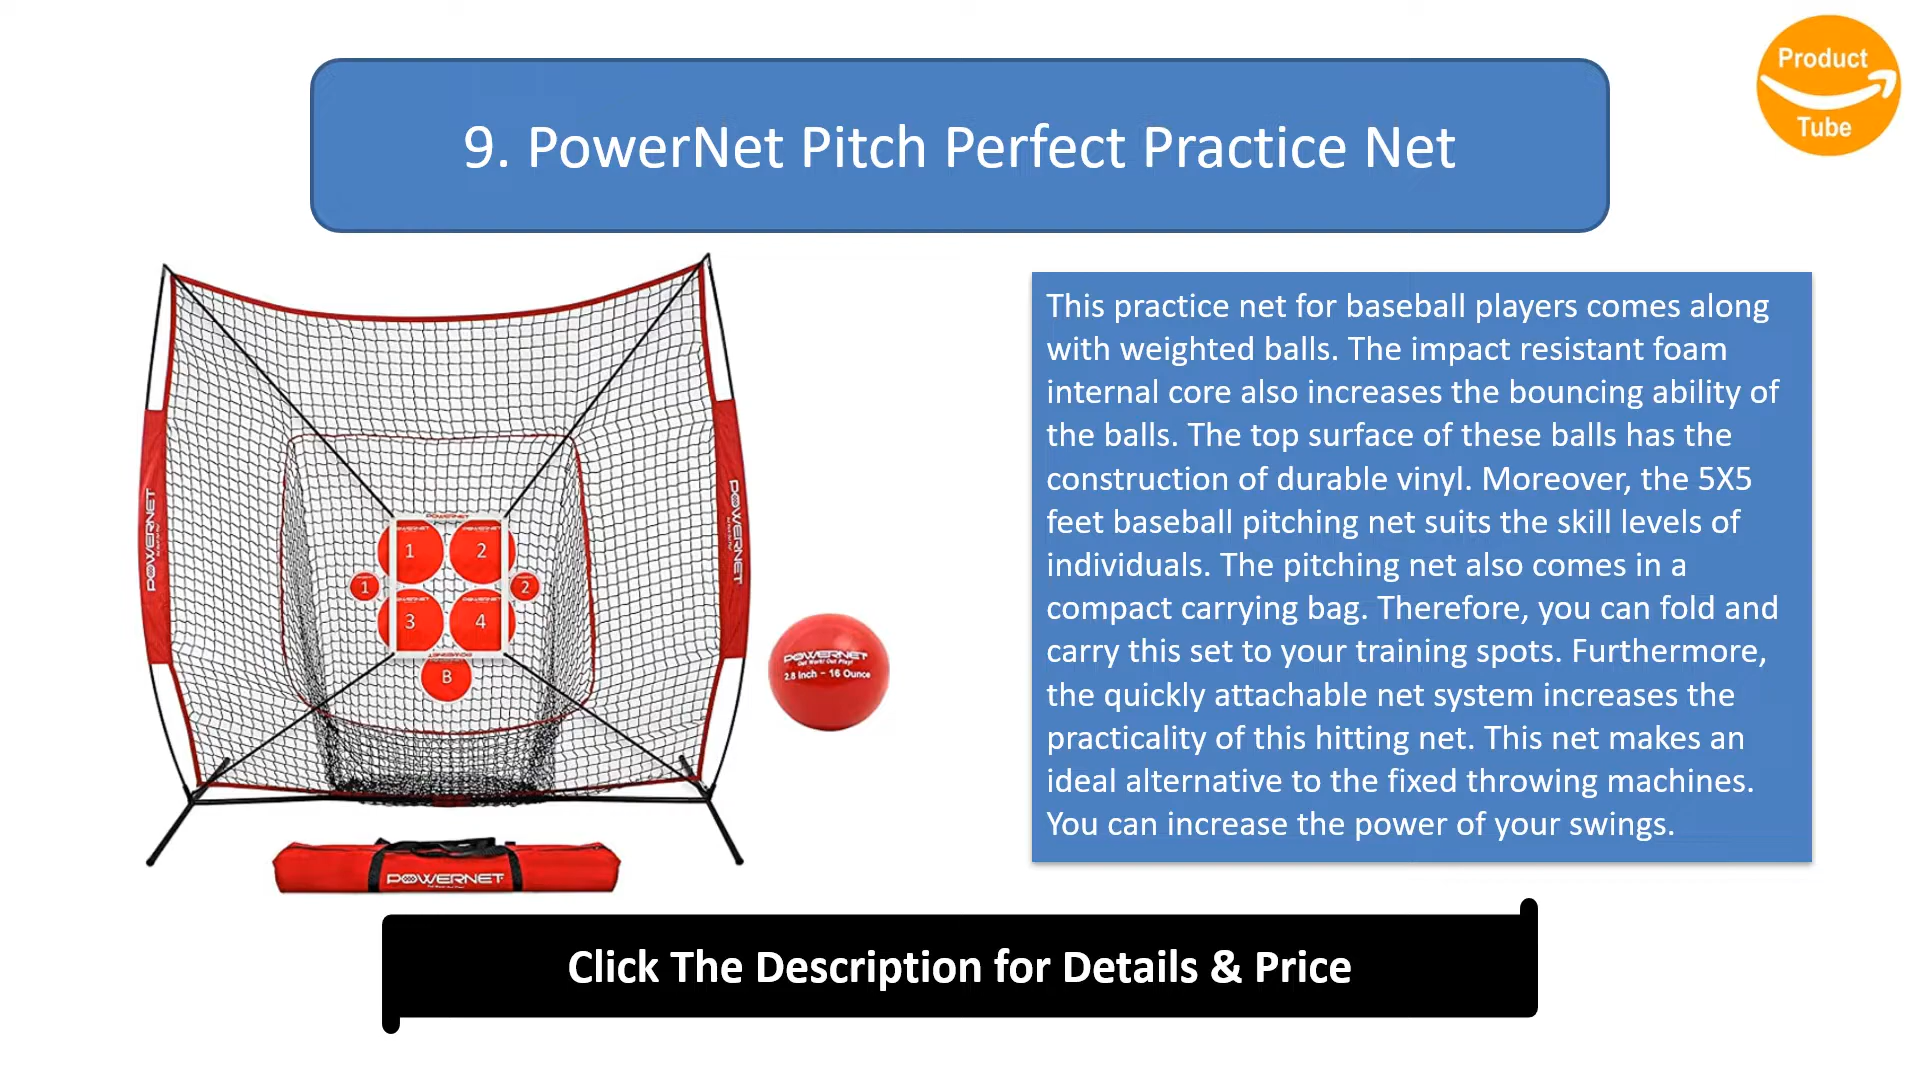 Product
Tube
9. PowerNet Pitch Perfect Practice Net
This practice net for baseball players comes along
with weighted balls. The impact resistant foam
internal core also increases the bouncing ability of
the balls. The top surface of these balls has the
construction of durable vinyl. Moreover, the 5X5
feet baseball pitching net suits the skill levels of
individuals. The pitching net also comes in a
compact carrying bag. Therefore, you can fold and
carry this set to your training spots. Furthermore,
the quickly attachable net system increases the
practicality of this hitting net. This net makes an
ideal alternative to the fixed throwing machines.
You can increase the power of your swings.
POWERNET
POWERNET
POWERNET
1
2
1
2
3
4
POWERNET
B
POWERNET
Out Work! Out Play!
2.8 Inch - 16 Ounce
POWERNET
Click The Description for Details & Price